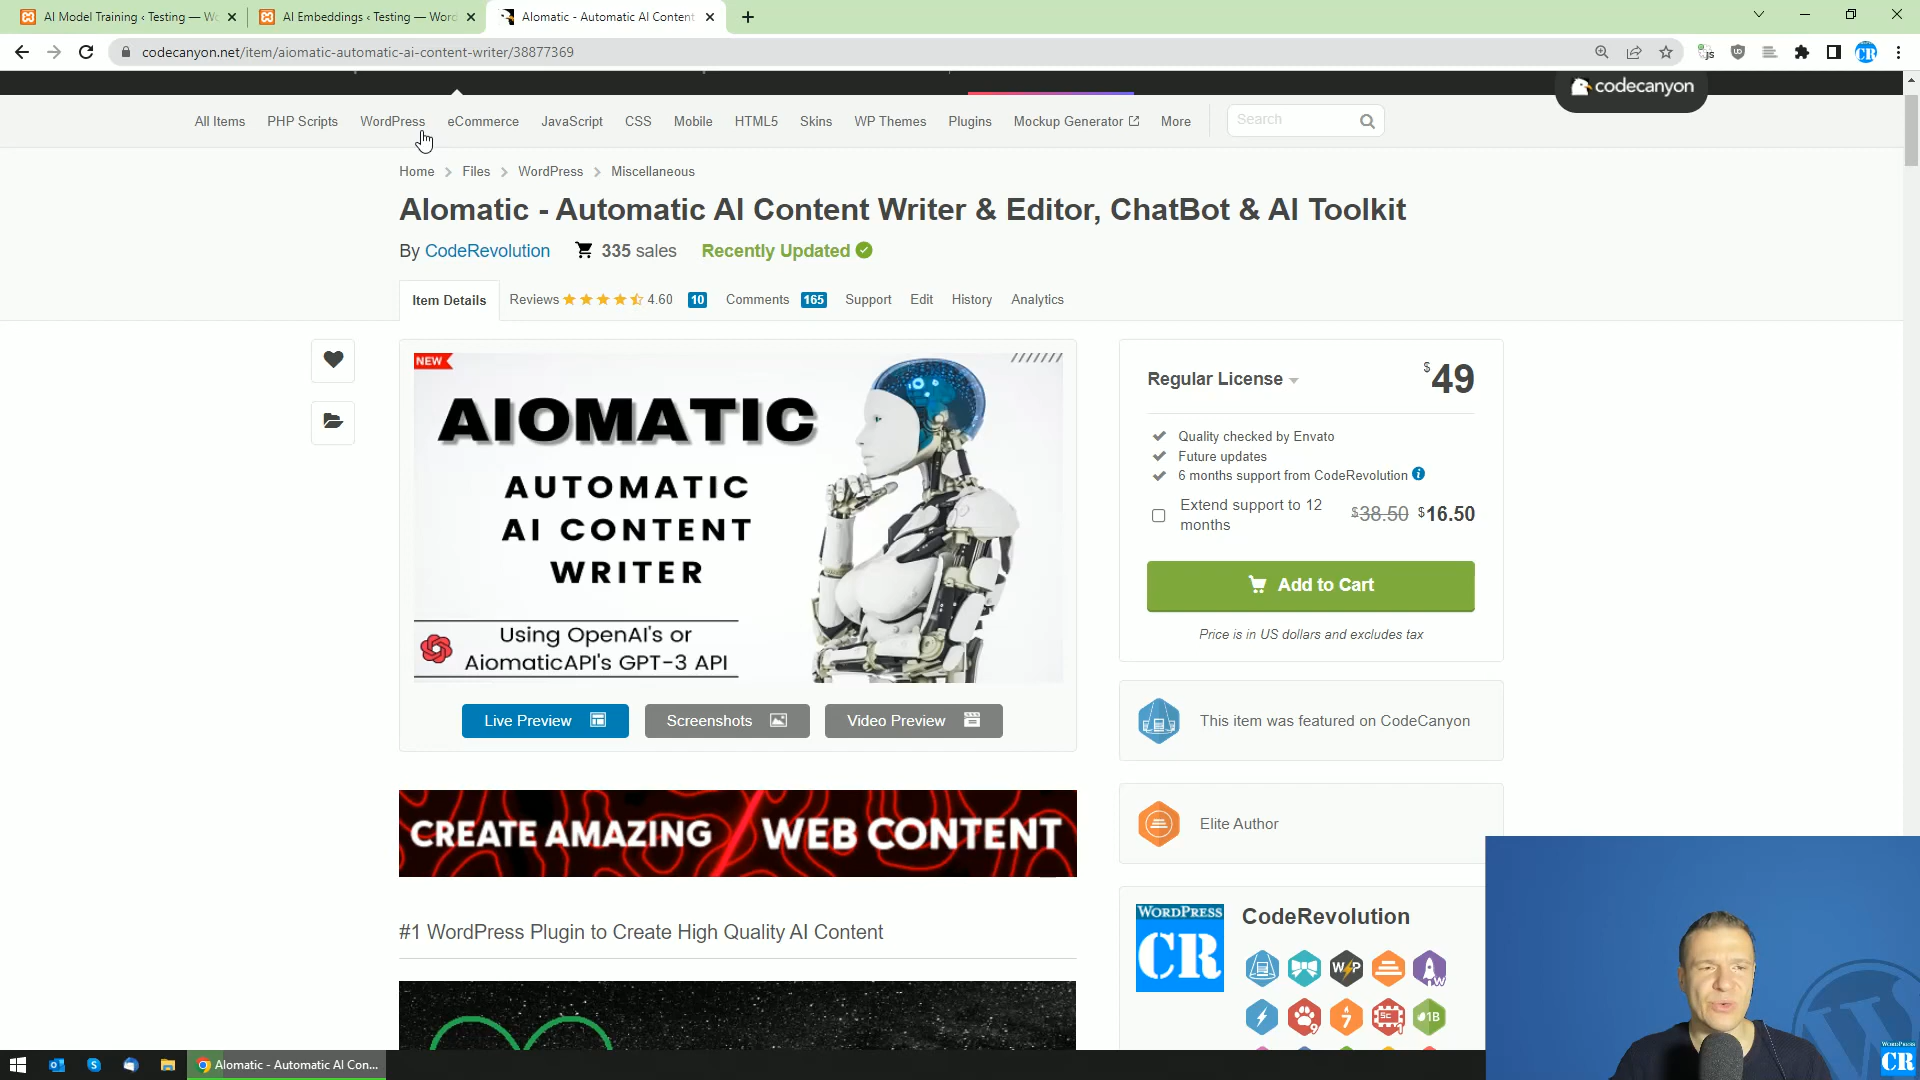 AI Model Training ‹ Testing — Wo
AI Embeddings ‹ Testing — Word
AIomatic - Automatic AI Content
codecanyon.net/item/aiomatic-automatic-ai-content-writer/38877369
codecanyon
All Items PHP Scripts WordPress eCommerce JavaScript CSS Mobile HTML5 Skins WP Themes Plugins Mockup Generator More Search
Home Files WordPress Miscellaneous
AIomatic - Automatic AI Content Writer & Editor, ChatBot & AI Toolkit
By CodeRevolution 335 sales Recently Updated
Item Details Reviews 4.60 10 Comments 165 Support Edit History Analytics
NEW
AIOMATIC
AUTOMATIC
AI CONTENT
WRITER
Using OpenAI's or
AiomaticAPI's GPT-3 API
Live Preview Screenshots Video Preview
Regular License $49
Quality checked by Envato
Future updates
6 months support from CodeRevolution
Extend support to 12
months
$38.50 $16.50
Add to Cart
Price is in US dollars and excludes tax
This item was featured on CodeCanyon
Elite Author
CREATE AMAZING WEB CONTENT
#1 WordPress Plugin to Create High Quality AI Content
WORDPRESS
CR
CodeRevolution
AIomatic - Automatic AI Con...
WORDPRESS
CR